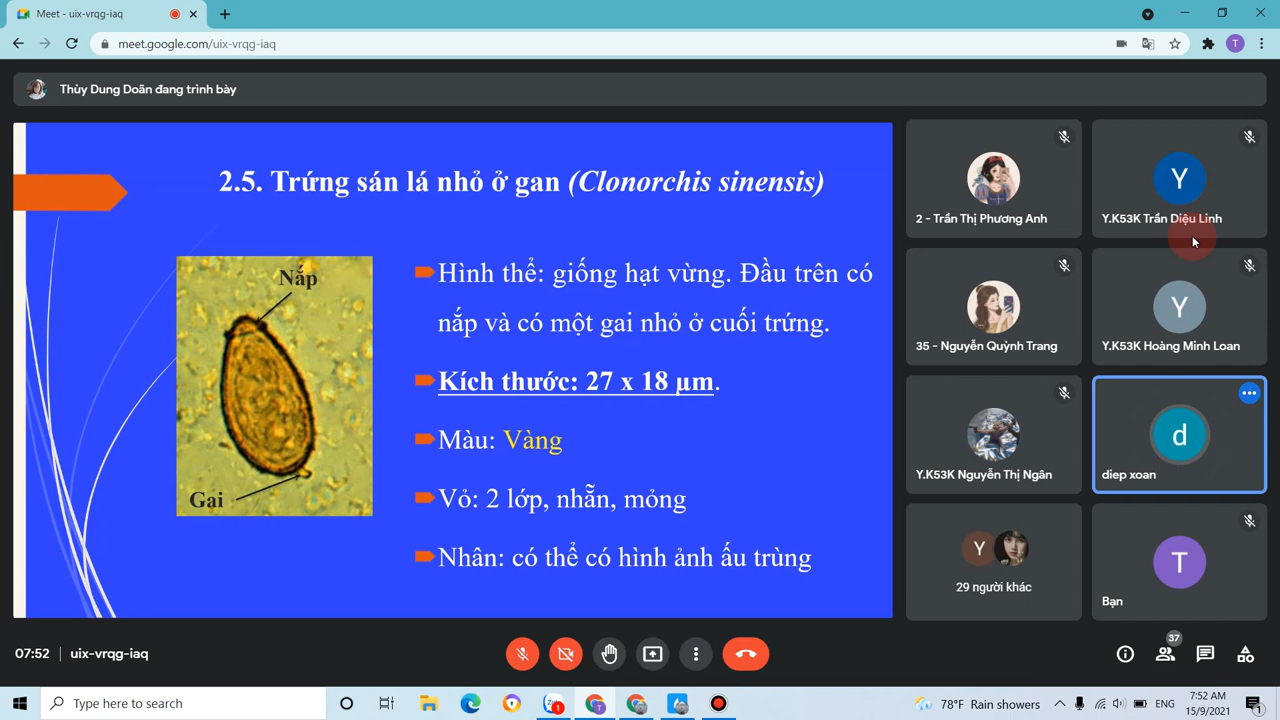 Meet - uix-vrqg-iaq
meet.google.com/uix-vrqg-iaq
T
Thùy Dung Doãn đang trình bày
2.5. Trứng sán lá nhỏ ở gan (Clonorchis sinensis)
Nắp
Gai
Hình thể: giống hạt vừng. Đầu trên có
nắp và có một gai nhỏ ở cuối trứng.
Kích thước: 27 x 18 µm.
Màu: Vàng
Vỏ: 2 lớp, nhẵn, mỏng
Nhân: có thể có hình ảnh ấu trùng
2 - Trần Thị Phương Anh
Y
Y.K53K Trần Diệu Linh
35 - Nguyễn Quỳnh Trang
Y
Y.K53K Hoàng Minh Loan
Y.K53K Nguyễn Thị Ngân
d
diep xoan
Y
29 người khác
T
Bạn
07:52 | uix-vrqg-iaq
37
Type here to search
Zalo
1
T
78°F Rain showers
ENG
7:52 AM
15/9/2021
1